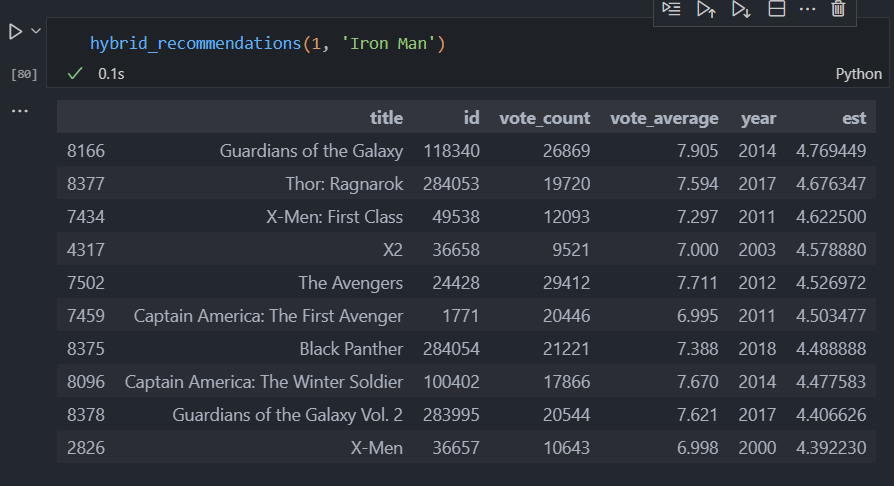 hybrid_recommendations(1, 'Iron Man')
[80] 0.1s Python
title id vote_count vote_average year est
8166 Guardians of the Galaxy 118340 26869 7.905 2014 4.769449
8377 Thor: Ragnarok 284053 19720 7.594 2017 4.676347
7434 X-Men: First Class 49538 12093 7.297 2011 4.622500
4317 X2 36658 9521 7.000 2003 4.578880
7502 The Avengers 24428 29412 7.711 2012 4.526972
7459 Captain America: The First Avenger 1771 20446 6.995 2011 4.503477
8375 Black Panther 284054 21221 7.388 2018 4.488888
8096 Captain America: The Winter Soldier 100402 17866 7.670 2014 4.477583
8378 Guardians of the Galaxy Vol. 2 283995 20544 7.621 2017 4.406626
2826 X-Men 36657 10643 6.998 2000 4.392230